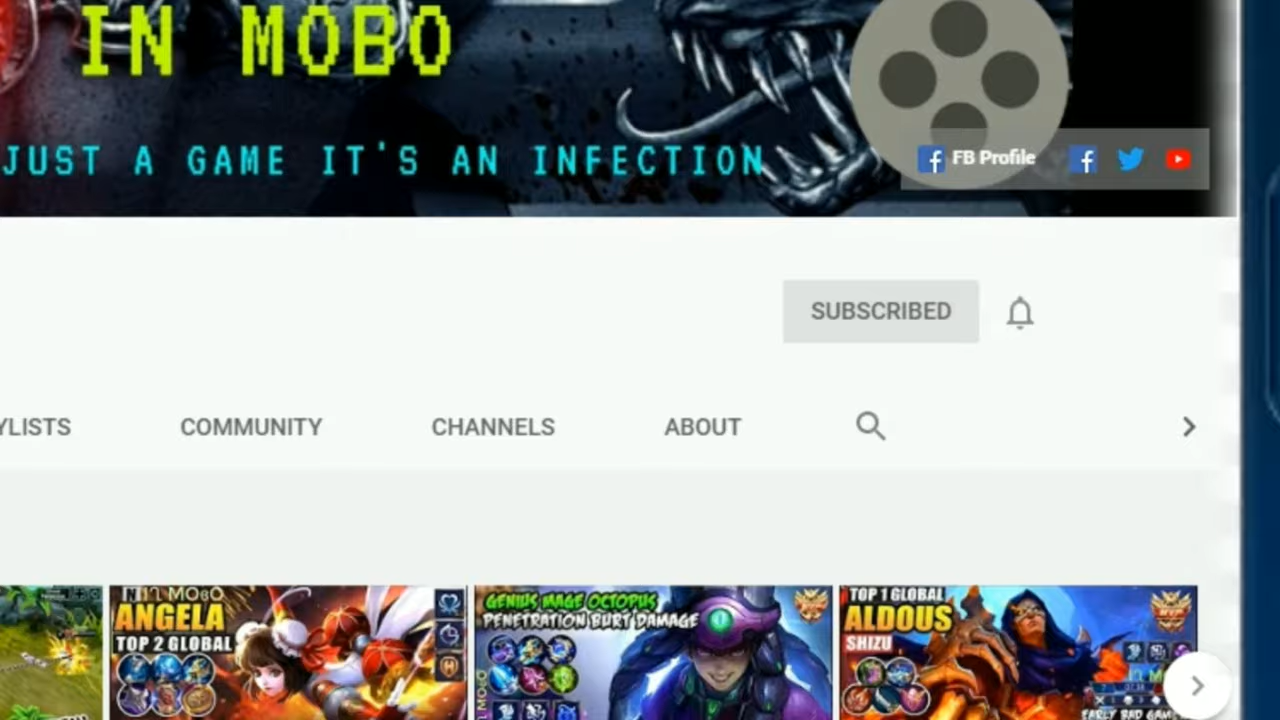 IN MOBO
JUST A GAME IT'S AN INFECTION
FB Profile
SUBSCRIBED
YLISTS
COMMUNITY
CHANNELS
ABOUT
ANGELA
TOP 2 GLOBAL
GENIUS MAGE OCTOPUS
PENETRATION BURT DAMAGE
TOP 1 GLOBAL
ALDOUS
SHIZU